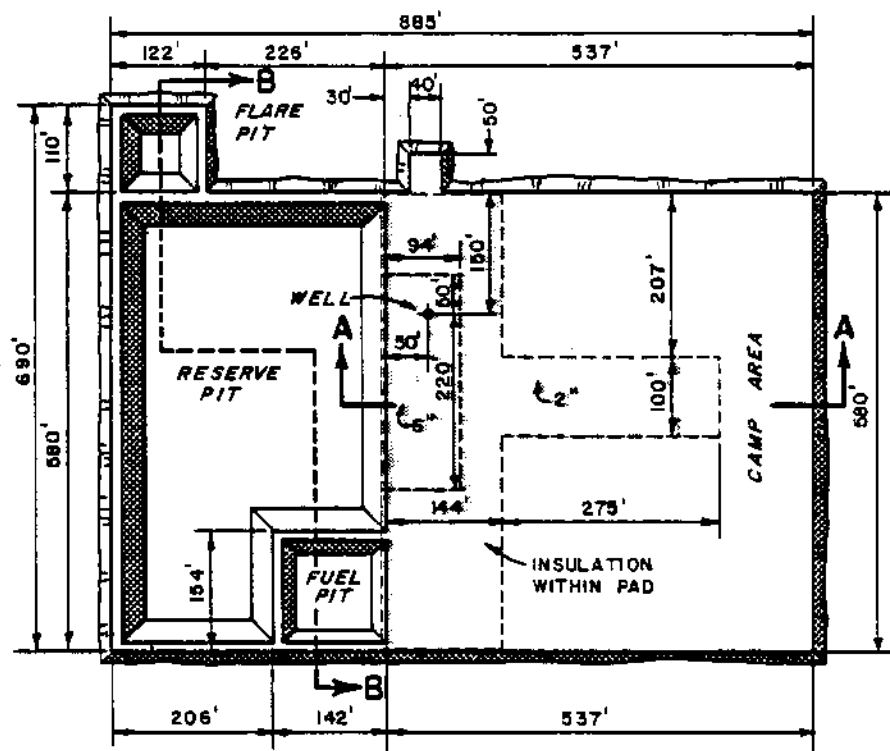 885'
122'
226'
537'
B
30'
40'
50'
FLARE
PIT
110'
94'
150'
50'
207'
WELL
A
A
50'
690'
RESERVE
PIT
220'
2"
100'
CAMP AREA
580'
580'
144'
275'
154'
INSULATION
WITHIN PAD
FUEL
PIT
B
206'
142'
537'